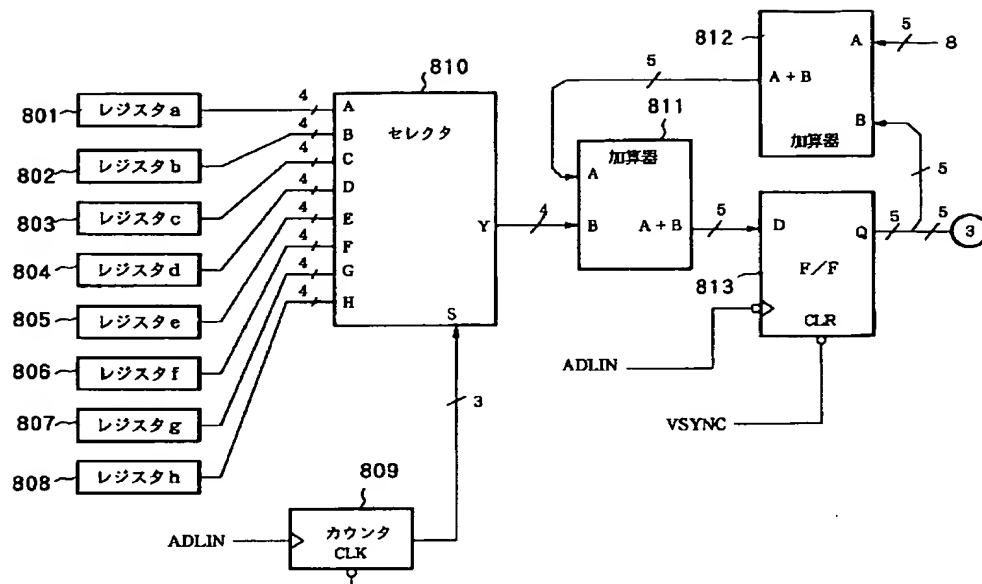 801
レジスタa
802
レジスタb
803
レジスタc
804
レジスタd
805
レジスタe
806
レジスタf
807
レジスタg
808
レジスタh
4
4
4
4
4
4
4
4
810
セレクタ
A
B
C
D
E
F
G
H
Y
S
4
3
809
カウンタ
CLK
ADLIN
811
加算器
A
B
A+B
5
5
812
A
8
5
A+B
B
加算器
5
D
Q
F/F
CLR
813
5
5
3
ADLIN
VSYNC